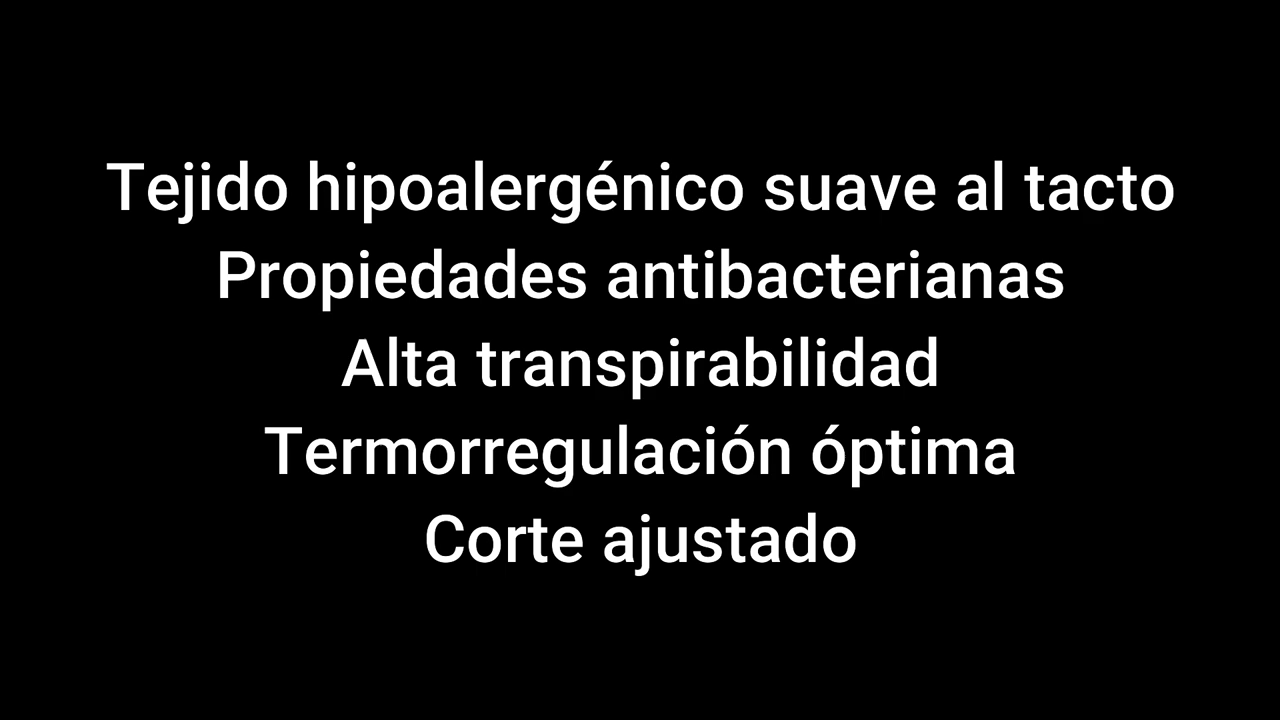 Tejido hipoalergénico suave al tacto
Propiedades antibacterianas
Alta transpirabilidad
Termorregulación óptima
Corte ajustado